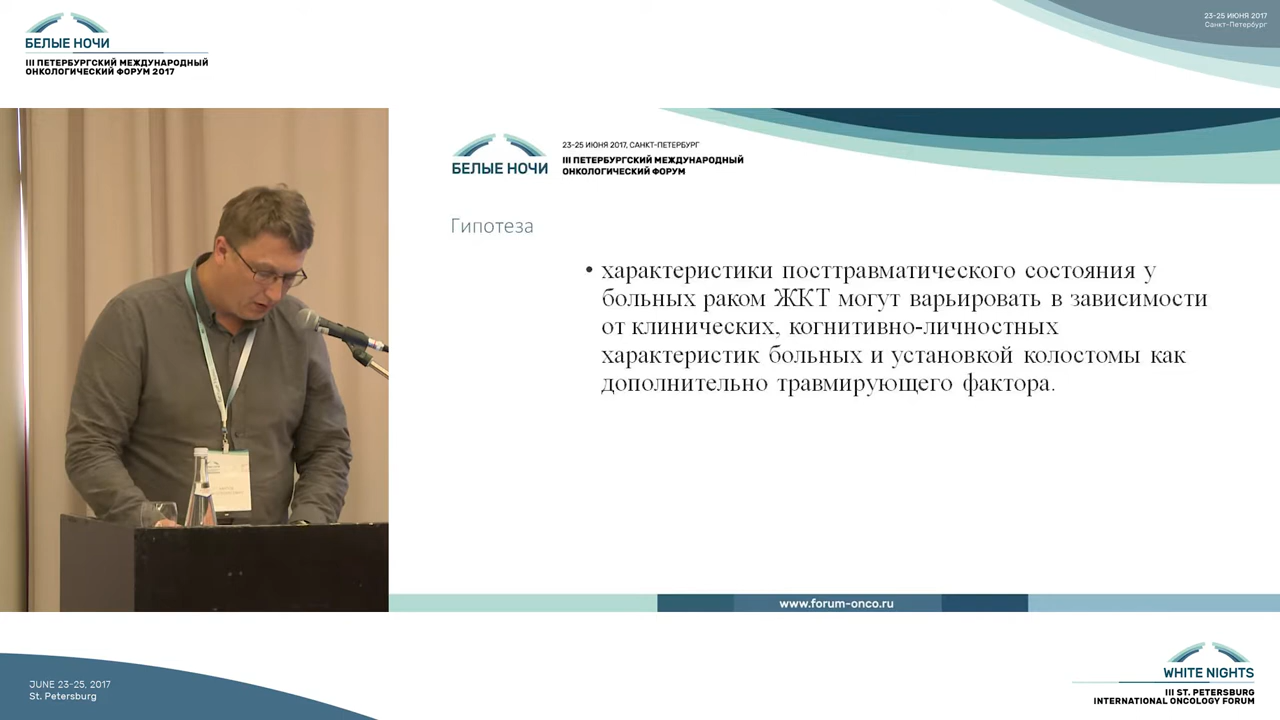 БЕЛЫЕ НОЧИ
III ПЕТЕРБУРГСКИЙ МЕЖДУНАРОДНЫЙ
ОНКОЛОГИЧЕСКИЙ ФОРУМ 2017
23-25 ИЮНЯ 2017
Санкт-Петербург
БЕЛЫЕ НОЧИ
23-25 ИЮНЯ 2017, САНКТ-ПЕТЕРБУРГ
III ПЕТЕРБУРГСКИЙ МЕЖДУНАРОДНЫЙ
ОНКОЛОГИЧЕСКИЙ ФОРУМ
Гипотеза
• характеристики посттравматического состояния у
больных раком ЖКТ могут варьировать в зависимости
от клинических, когнитивно-личностных
характеристик больных и установкой колостомы как
дополнительно травмирующего фактора.
www.forum-onco.ru
JUNE 23-25, 2017
St. Petersburg
WHITE NIGHTS
III ST. PETERSBURG
INTERNATIONAL ONCOLOGY FORUM